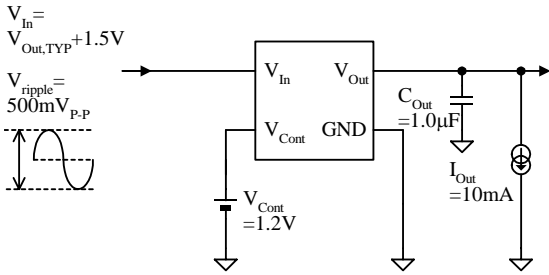 V_In=
V_Out,TYP+1.5V
V_ripple=
500mV_P-P
V_In
V_Out
V_Cont
GND
C_Out
=1.0μF
I_Out
=10mA
V_Cont
=1.2V